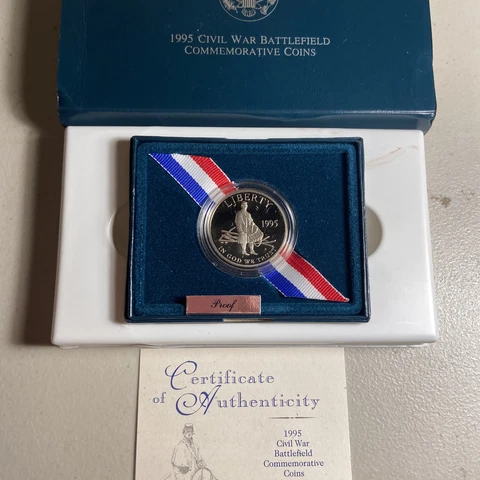 1995 CIVIL WAR BATTLEFIELD
COMMEMORATIVE COINS
LIBERTY
1995
IN GOD WE TRUST
Proof
Certificate
of Authenticity
1995
Civil War
Battlefield
Commemorative
Coins